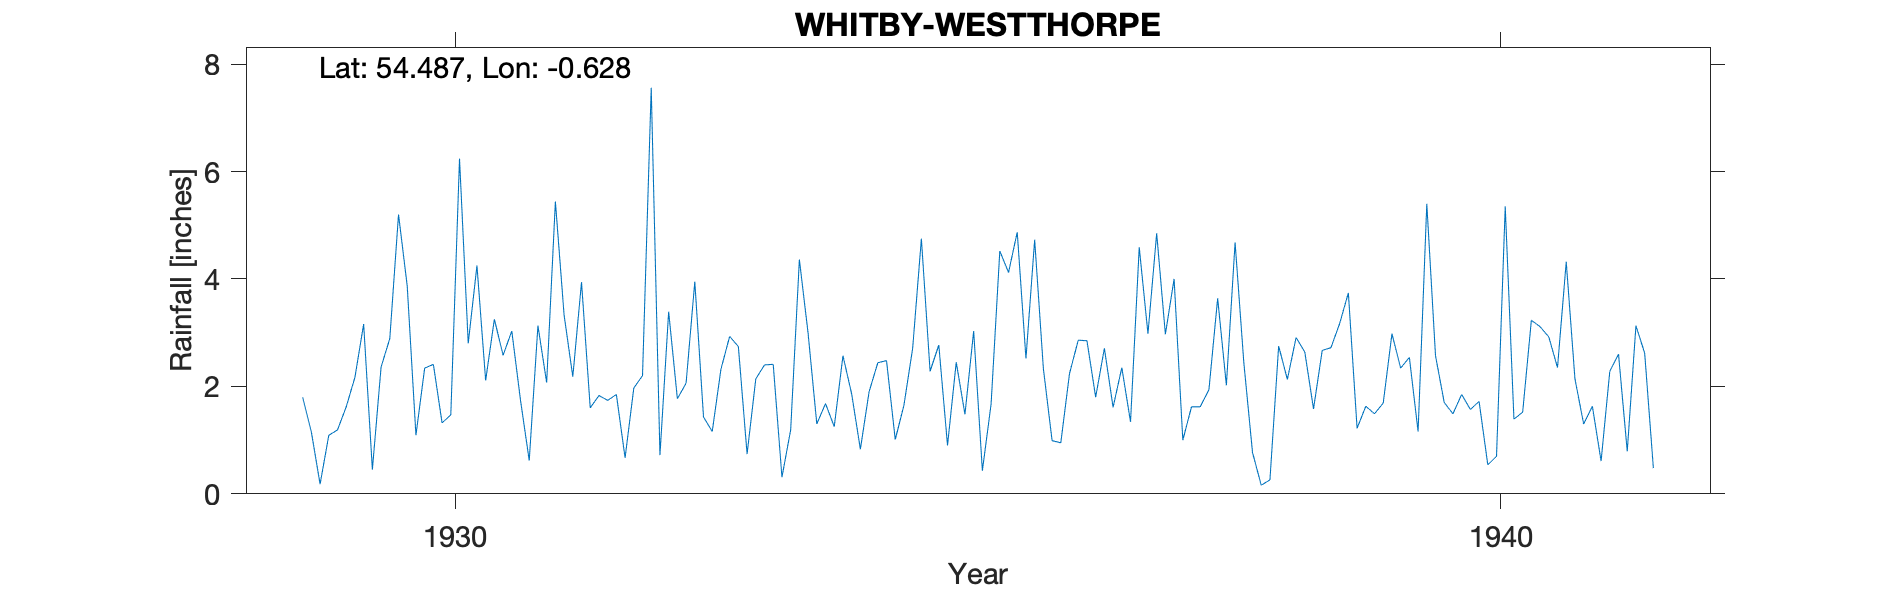 WHITBY-WESTTHORPE
Lat: 54.487, Lon: -0.628
8
6
4
2
0
Rainfall [inches]
1930
1940
Year